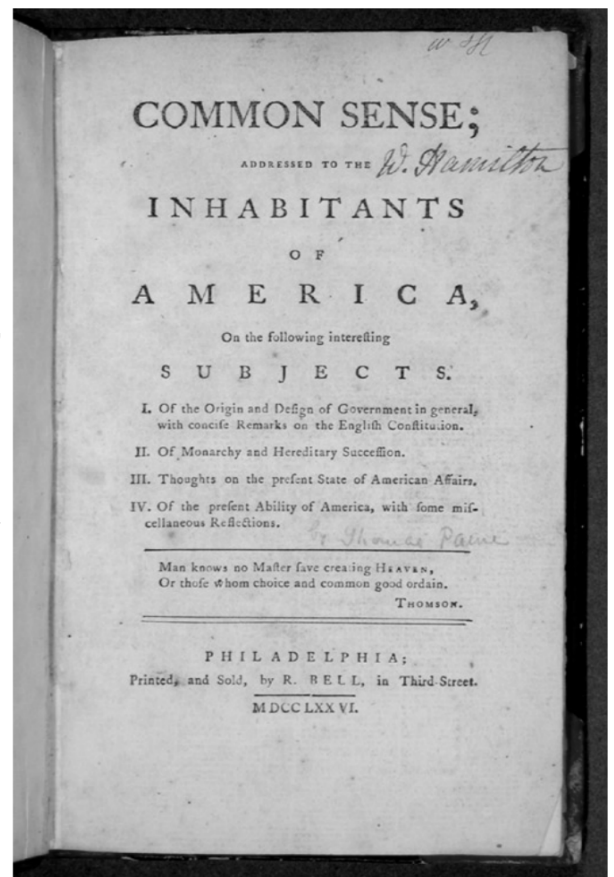 COMMON SENSE;
ADDRESSED TO THE
W. Hamilton
INHABITANTS
OF
AMERICA,
On the following intereſting
SUBJECTS.
I. Of the Origin and Deſign of Government in general,
with conciſe Remarks on the Engliſh Conſtitution.
II. Of Monarchy and Hereditary Succeſſion.
III. Thoughts on the preſent State of American Affairs.
IV. Of the preſent Ability of America, with ſome miſ-
cellaneous Reflections.
by Thomas Paine
Man knows no Maſter ſave creating HEAVEN,
Or thoſe whom choice and common good ordain.
THOMSON.
PHILADELPHIA;
Printed, and Sold, by R. BELL, in Third-Street.
MDCCLXXVI.